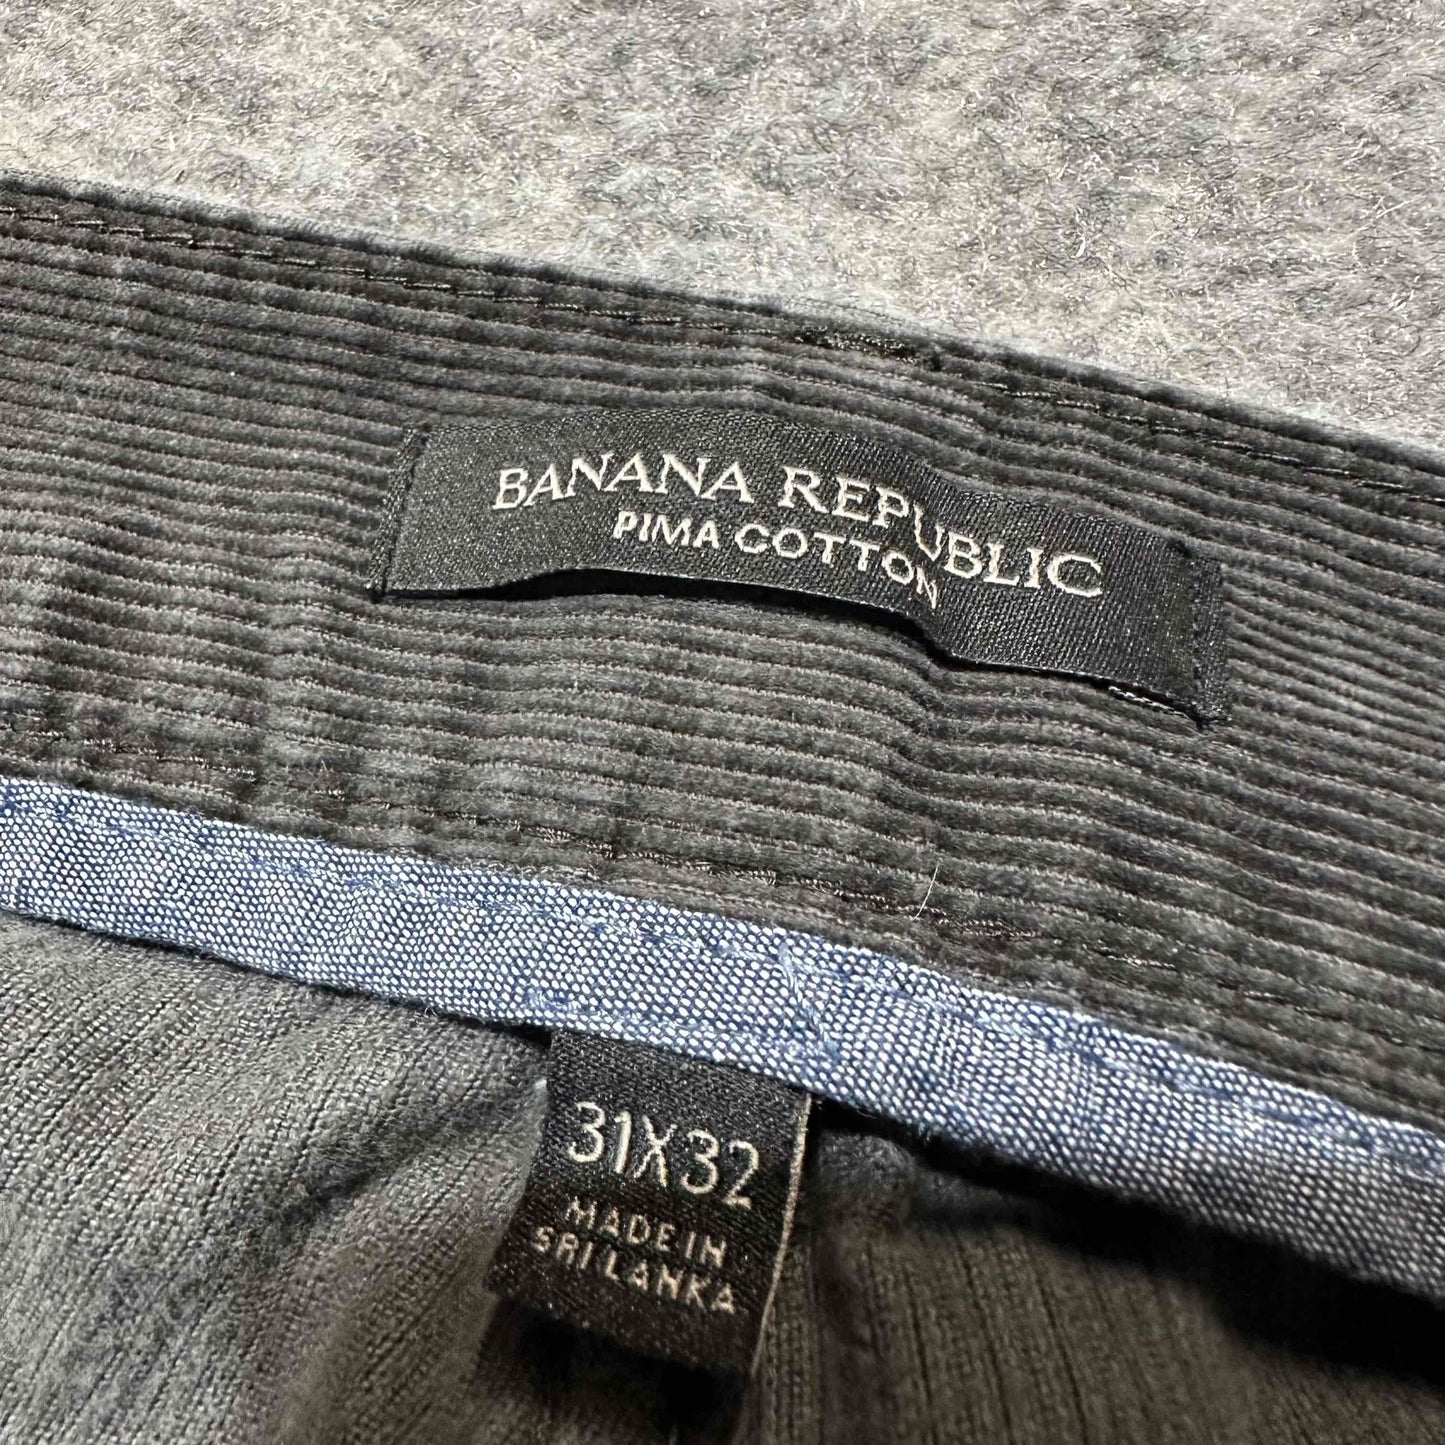 BANANA REPUBLIC
PIMA COTTON
31X32
MADE IN
SRI LANKA